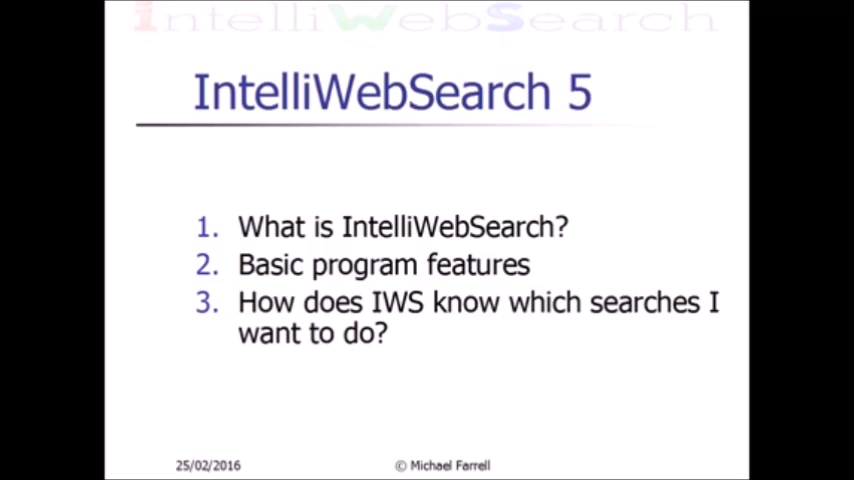 IntelliWebSearch
IntelliWebSearch 5
1. What is IntelliWebSearch?
2. Basic program features
3. How does IWS know which searches I
want to do?
25/02/2016
© Michael Farrell